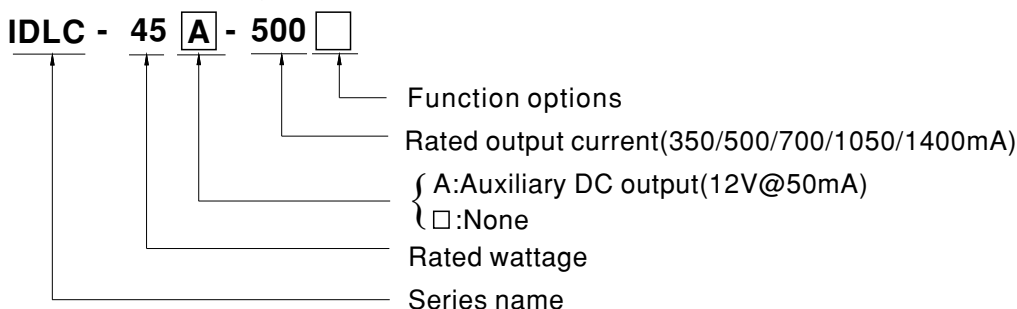 IDLC - 45 A - 500
Function options
Rated output current(350/500/700/1050/1400mA)
A:Auxiliary DC output(12V@50mA)
□:None
Rated wattage
Series name